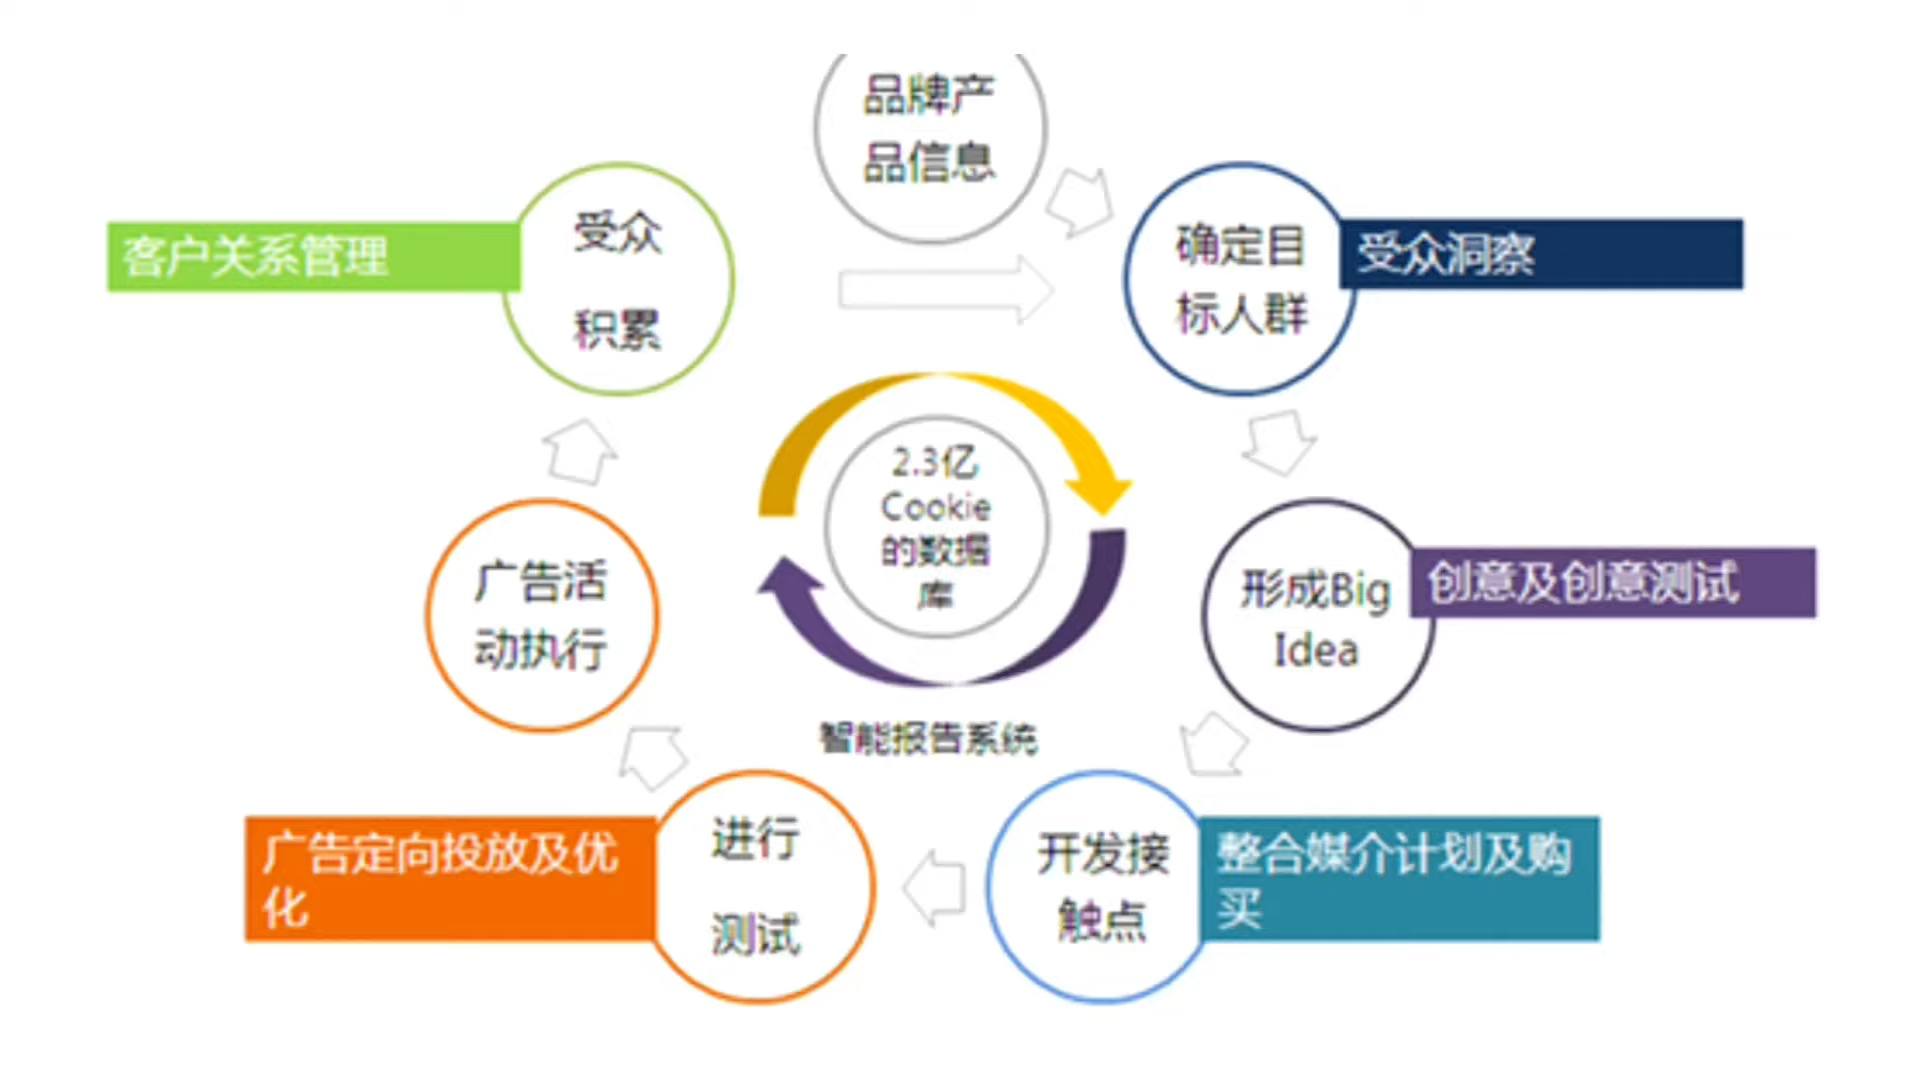 品牌产
品信息
客户关系管理
受众
积累
确定目
标人群
受众洞察
2.3亿
Cookie
的数据
库
广告活
动执行
形成Big
Idea
创意及创意测试
智能报告系统
广告定向投放及优
化
进行
测试
开发接
触点
整合媒介计划及购
买